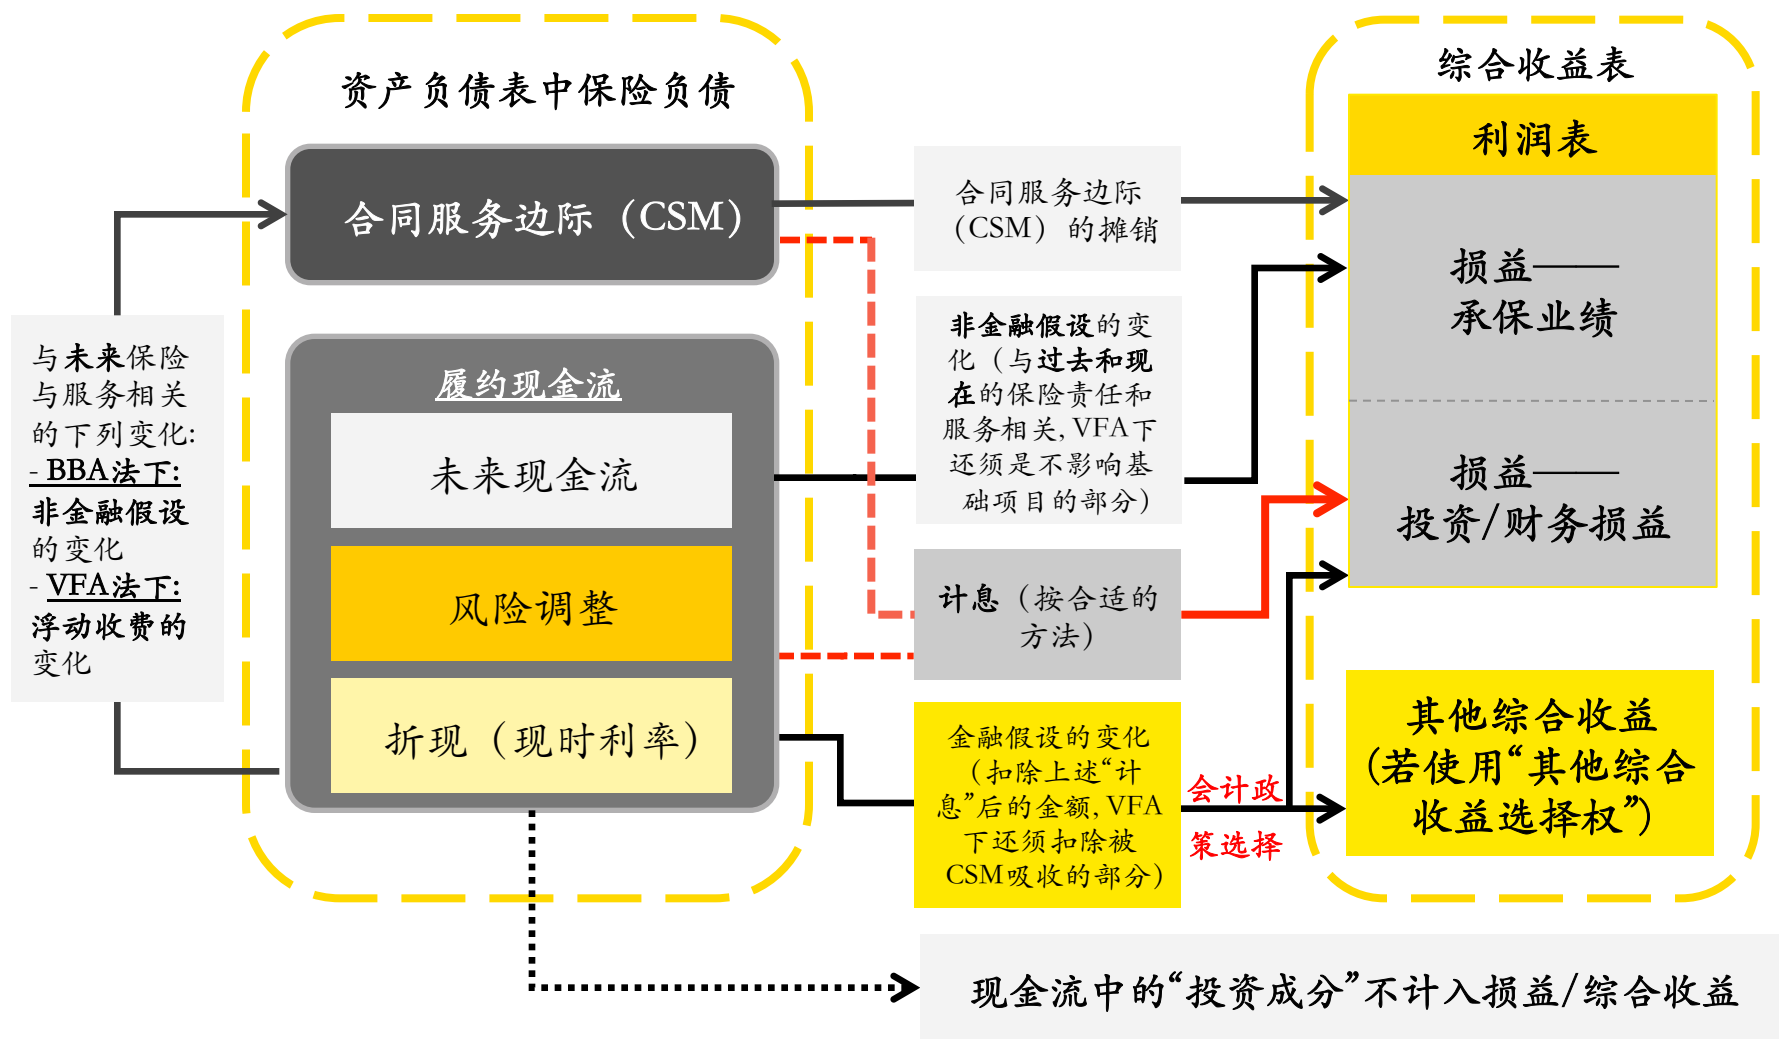 资产负债表中保险负债
合同服务边际（CSM）
履约现金流
未来现金流
风险调整
折现（现时利率）
与未来保险
与服务相关
的下列变化:
- BBA法下:
非金融假设
的变化
- VFA法下:
浮动收费的
变化
合同服务边际
（CSM）的摊销
非金融假设的变
化（与过去和现
在的保险责任和
服务相关, VFA下
还须是不影响基
础项目的部分）
计息（按合适的
方法）
金融假设的变化
（扣除上述“计
息”后的金额, VFA
下还须扣除被
CSM吸收的部分）
会计政
策选择
综合收益表
利润表
损益——
承保业绩
损益——
投资/财务损益
其他综合收益
(若使用“其他综合
收益选择权”)
现金流中的“投资成分”不计入损益/综合收益